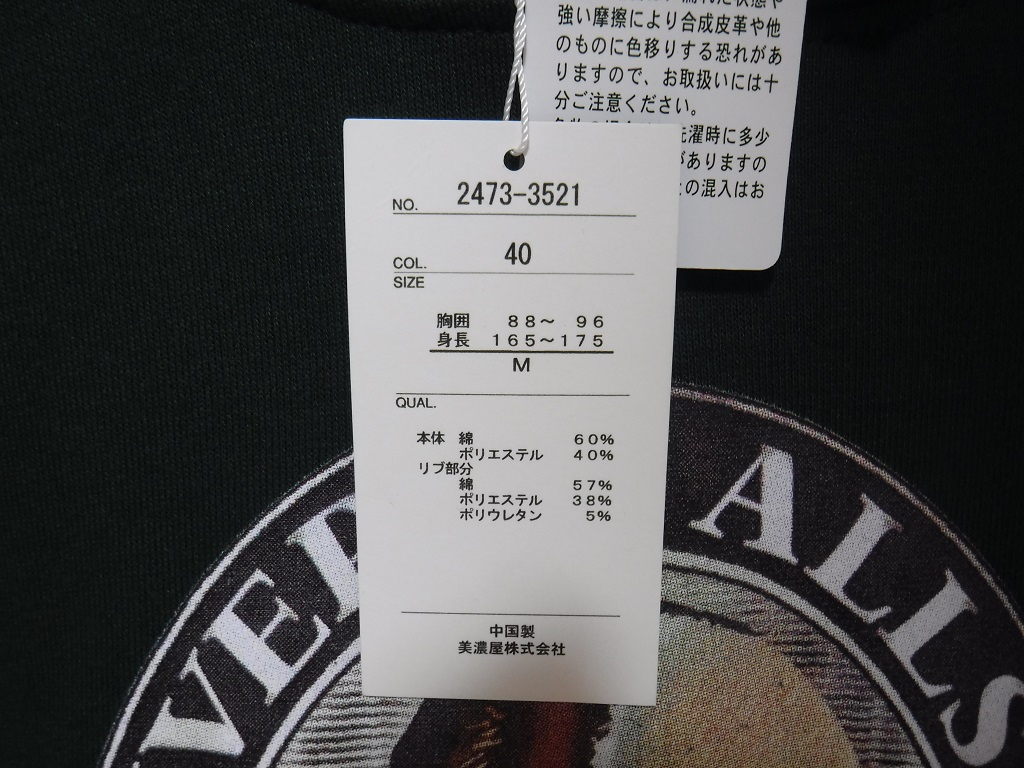 強い摩擦により合成皮革や他
のものに色移りする恐れがあ
りますので、お取扱いには十
分ご注意ください。
洗濯時に多少
がありますの
との混入はお
NO. 2473-3521
COL. 40
SIZE
胸囲 88~ 96
身長 165~175
M
QUAL.
本体 綿 60%
ポリエステル 40%
リブ部分
綿 57%
ポリエステル 38%
ポリウレタン 5%
中国製
美濃屋株式会社
ALLS